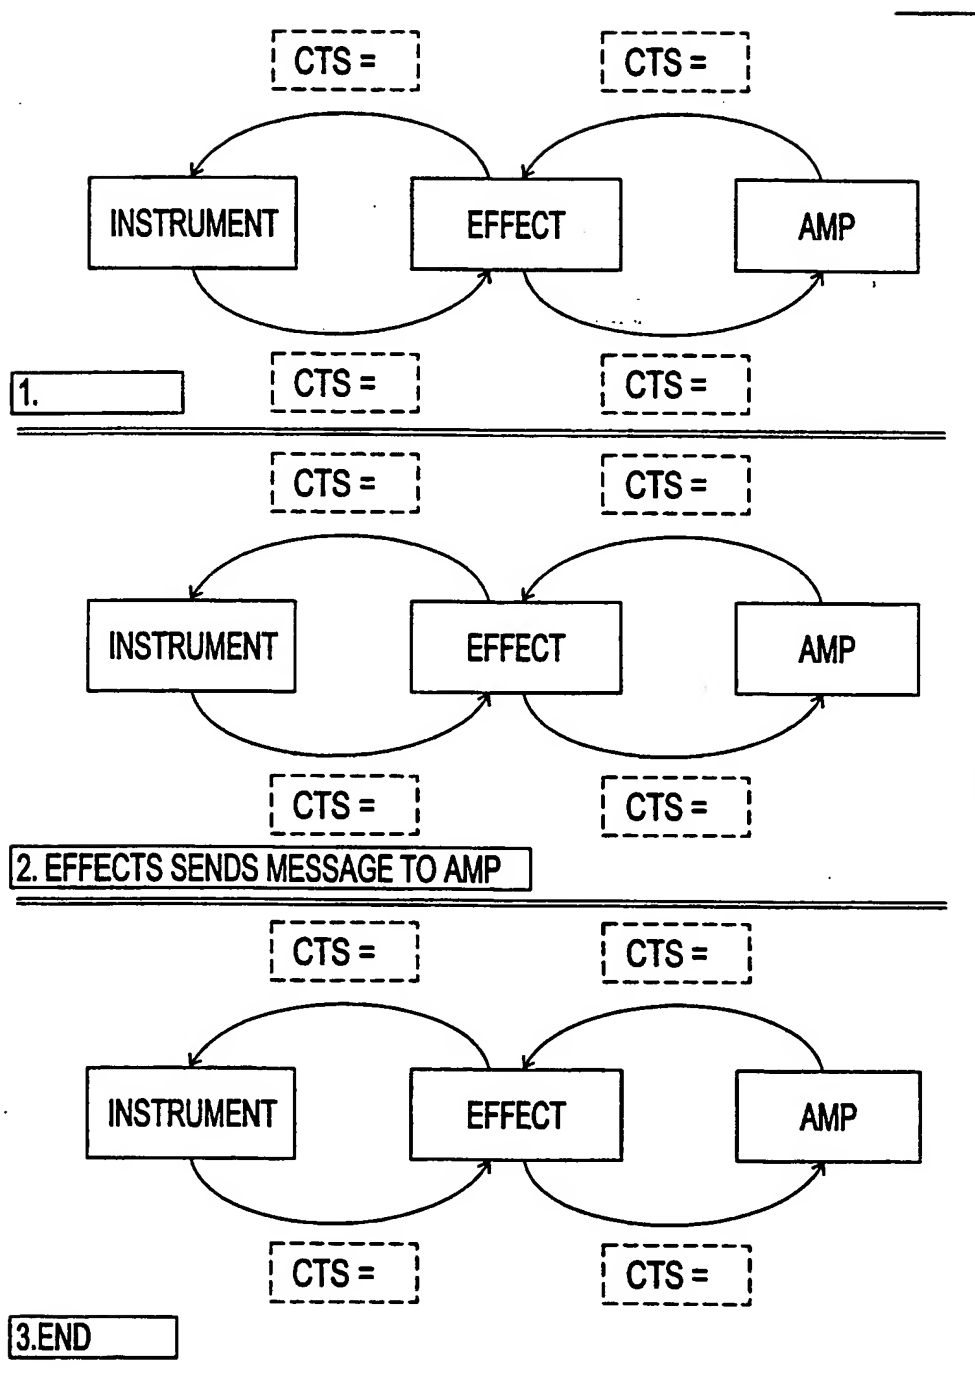 CTS = CTS =
INSTRUMENT EFFECT AMP
CTS = CTS =
1.
CTS = CTS =
INSTRUMENT EFFECT AMP
CTS = CTS =
2. EFFECTS SENDS MESSAGE TO AMP
CTS = CTS =
INSTRUMENT EFFECT AMP
CTS = CTS =
3.END